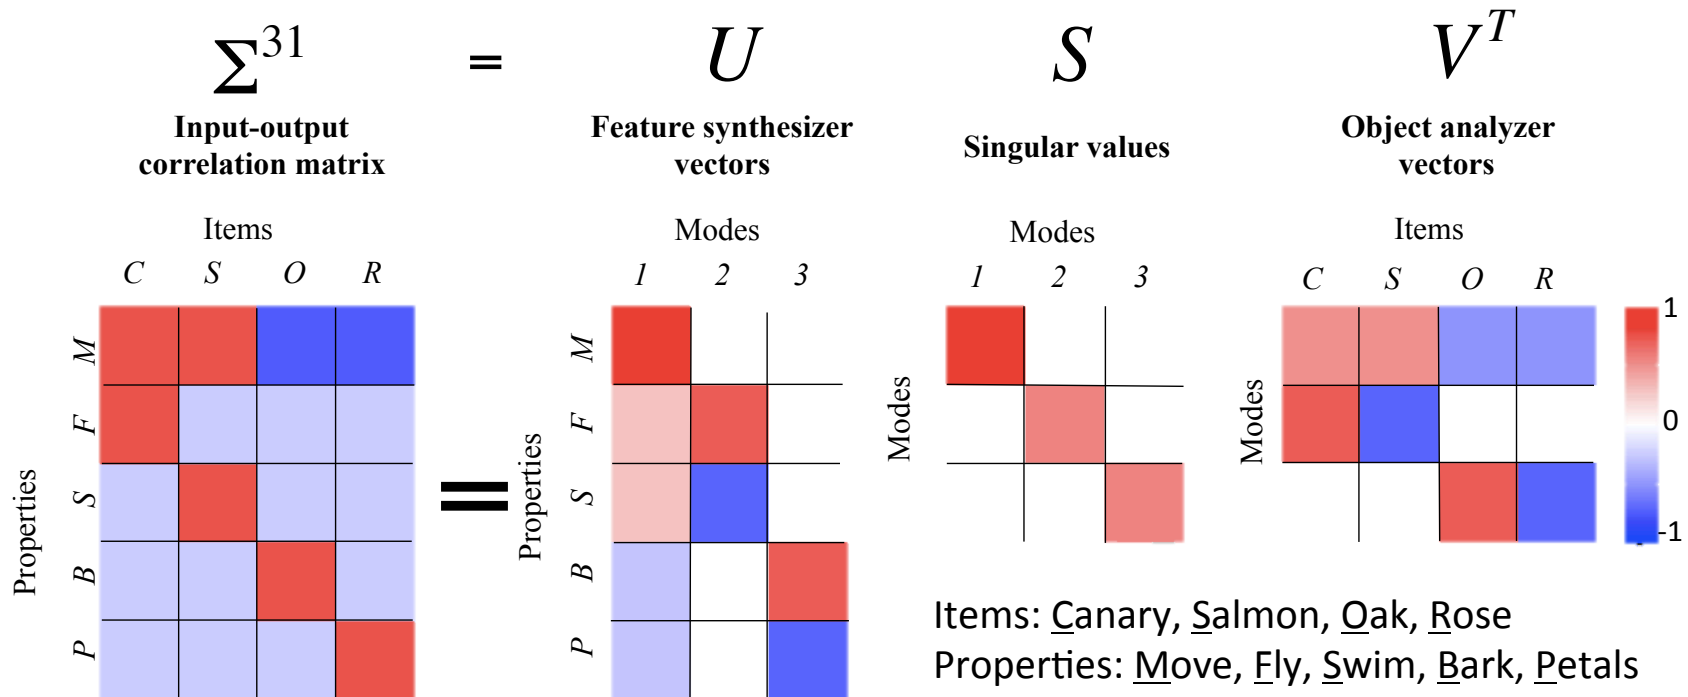 Σ³¹ = U S Vᵀ
Input-output
correlation matrix
Feature synthesizer
vectors
Singular values
Object analyzer
vectors
Items
C S O R
Properties
M
F
S
B
P
=
Modes
1 2 3
Properties
M
F
S
B
P
Modes
1 2 3
Modes
Items
C S O R
Modes
1
0
-1
Items: Canary, Salmon, Oak, Rose
Properties: Move, Fly, Swim, Bark, Petals